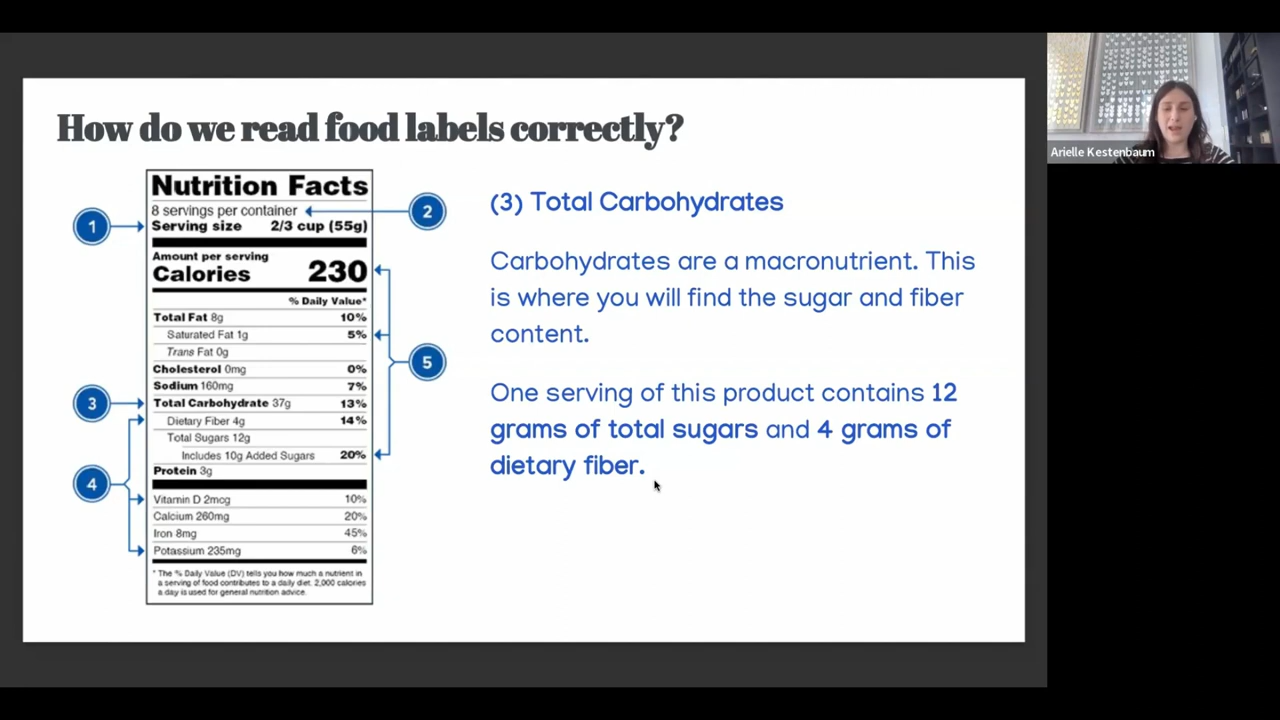 How do we read food labels correctly?
Nutrition Facts
8 servings per container
Serving size 2/3 cup (55g)
Amount per serving
Calories 230
% Daily Value*
Total Fat 8g 10%
Saturated Fat 1g 5%
Trans Fat 0g
Cholesterol 0mg 0%
Sodium 160mg 7%
Total Carbohydrate 37g 13%
Dietary Fiber 4g 14%
Total Sugars 12g
Includes 10g Added Sugars 20%
Protein 3g
Vitamin D 2mcg 10%
Calcium 260mg 20%
Iron 8mg 45%
Potassium 235mg 6%
* The % Daily Value (DV) tells you how much a nutrient in
a serving of food contributes to a daily diet. 2,000 calories
a day is used for general nutrition advice.
1
2
3
4
5
(3) Total Carbohydrates
Carbohydrates are a macronutrient. This
is where you will find the sugar and fiber
content.
One serving of this product contains 12
grams of total sugars and 4 grams of
dietary fiber.
Arielle Kestenbaum